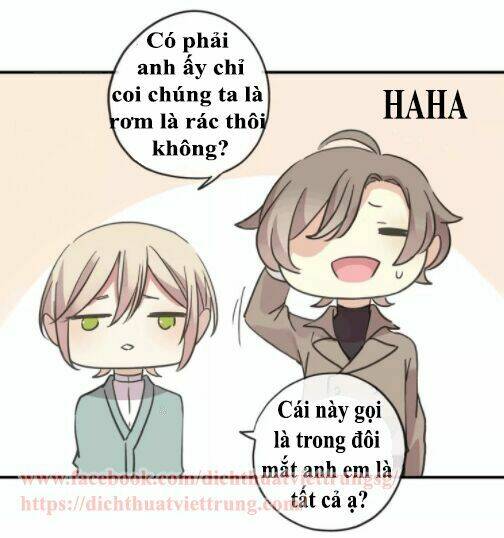 Có phải
anh ấy chỉ
coi chúng ta là
rơm là rác thôi
không?
HAHA
Cái này gọi
là trong đôi
mắt anh em là
tất cả ạ?
www.facebook.com/dichthuatviettrungsg/
https://dichthuatviettrung.com/